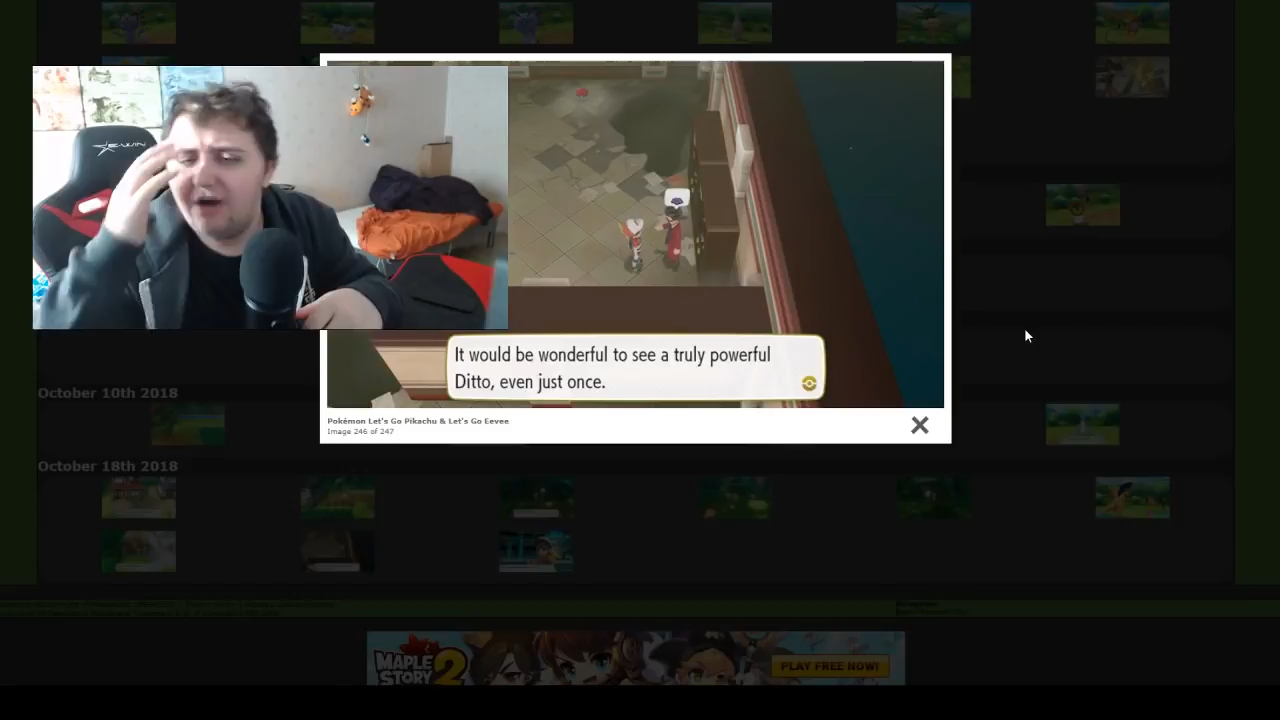 E-WIN
It would be wonderful to see a truly powerful
Ditto, even just once.
Pokémon Let's Go Pikachu & Let's Go Eevee
Image 246 of 247
October 10th 2018
October 18th 2018
MAPLE
STORY 2
PLAY FREE NOW!